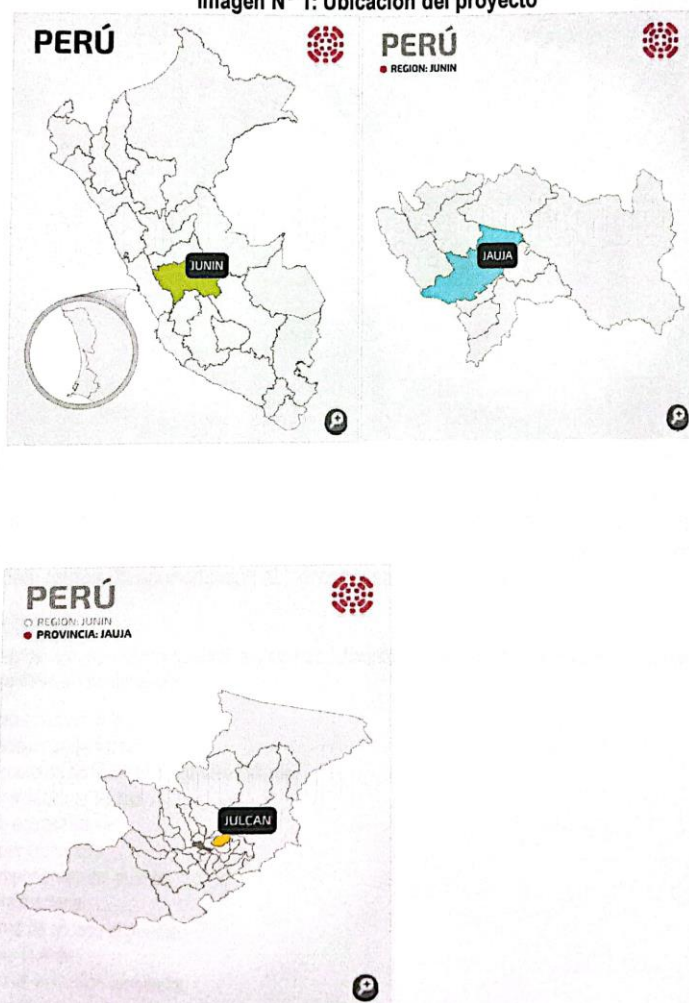 Imagen N° 1: Ubicación del proyecto
PERÚ
JUNIN
PERÚ
REGION: JUNIN
JAUJA
PERÚ
REGION: JUNIN
PROVINCIA: JAUJA
JULCAN